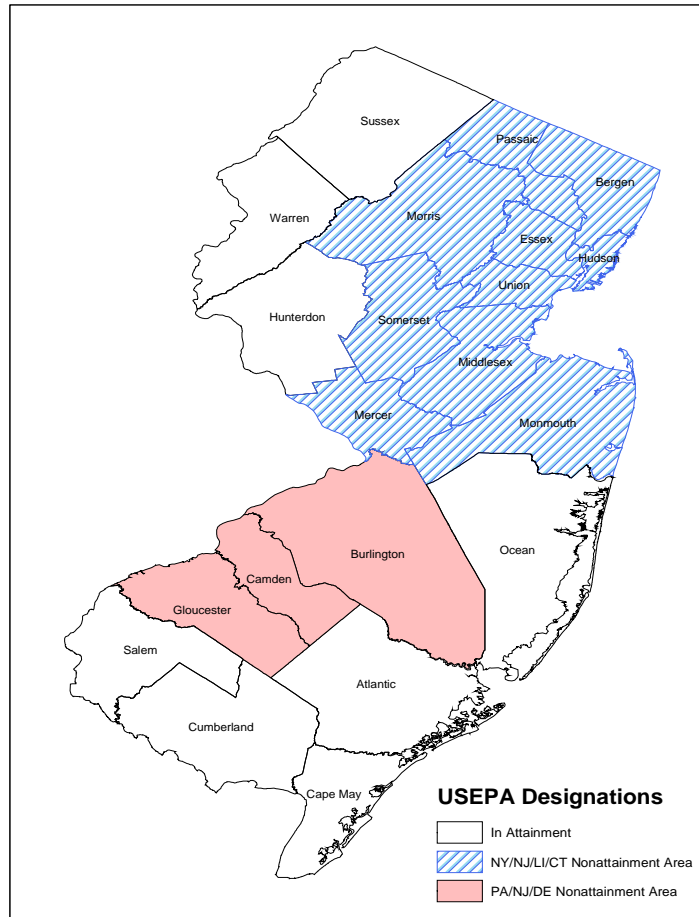 Sussex
Passaic
Bergen
Warren
Morris
Essex
Hudson
Union
Hunterdon
Somerset
Middlesex
Mercer
Monmouth
Ocean
Burlington
Camden
Gloucester
Salem
Atlantic
Cumberland
Cape May
USEPA Designations
In Attainment
NY/NJ/LI/CT Nonattainment Area
PA/NJ/DE Nonattainment Area